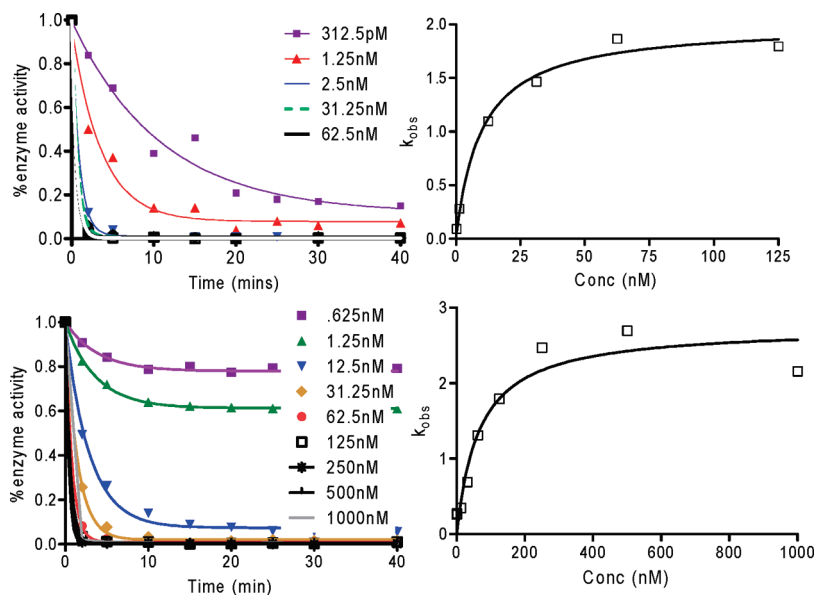 %enzyme activity
1.0
0.8
0.6
0.4
0.2
0.0
0
10
20
30
40
Time (mins)
312.5pM
1.25nM
2.5nM
31.25nM
62.5nM
k obs
2.0
1.5
1.0
0.5
0.0
0
25
50
75
100
125
Conc (nM)
%enzyme activity
1.0
0.8
0.6
0.4
0.2
0.0
0
10
20
30
40
Time (min)
.625nM
1.25nM
12.5nM
31.25nM
62.5nM
125nM
250nM
500nM
1000nM
k obs
3
2
1
0
0
200
400
600
800
1000
Conc (nM)